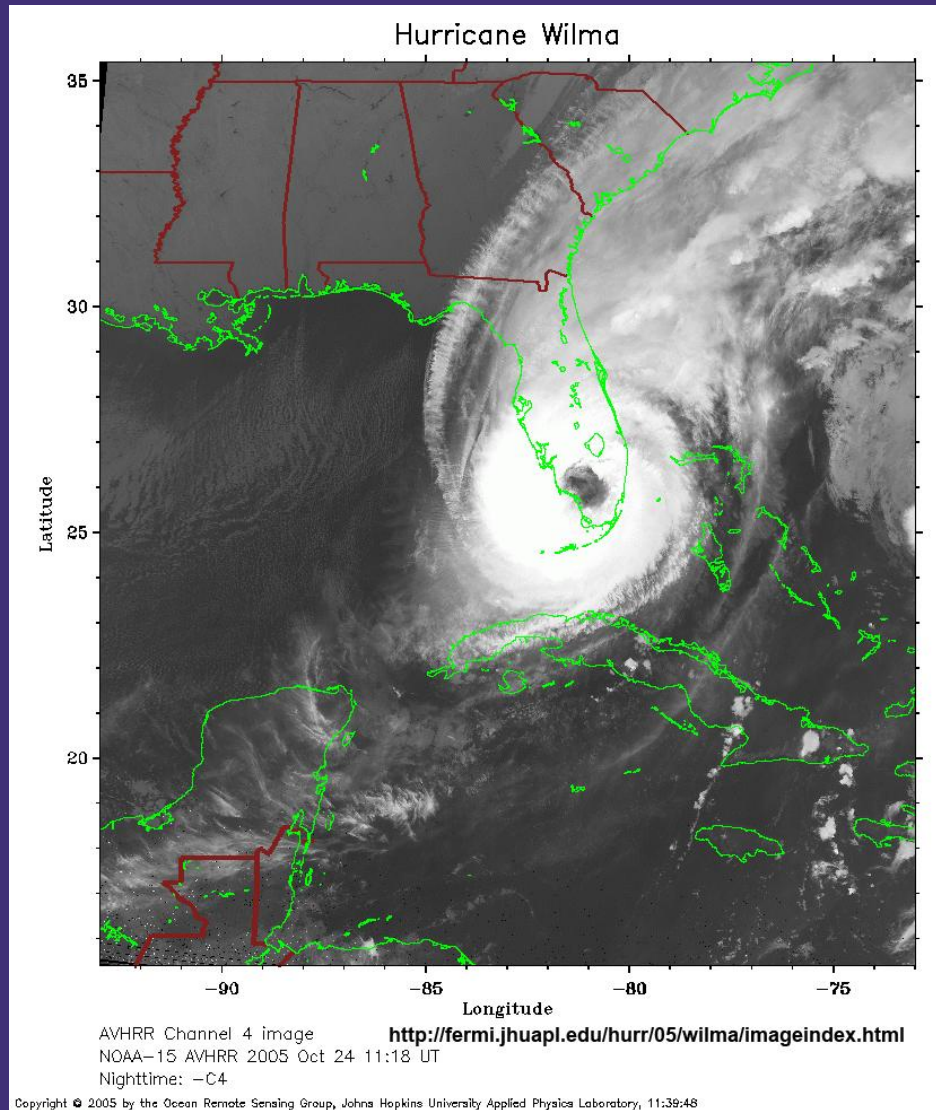 Hurricane Wilma
35
30
25
20
Latitude
-90 -85 -80 -75
Longitude
AVHRR Channel 4 image http://fermi.jhuapl.edu/hurr/05/wilma/imageindex.html
NOAA-15 AVHRR 2005 Oct 24 11:18 UT
Nighttime: -C4
Copyright © 2005 by the Ocean Remote Sensing Group, Johns Hopkins University Applied Physics Laboratory, 11:39:48